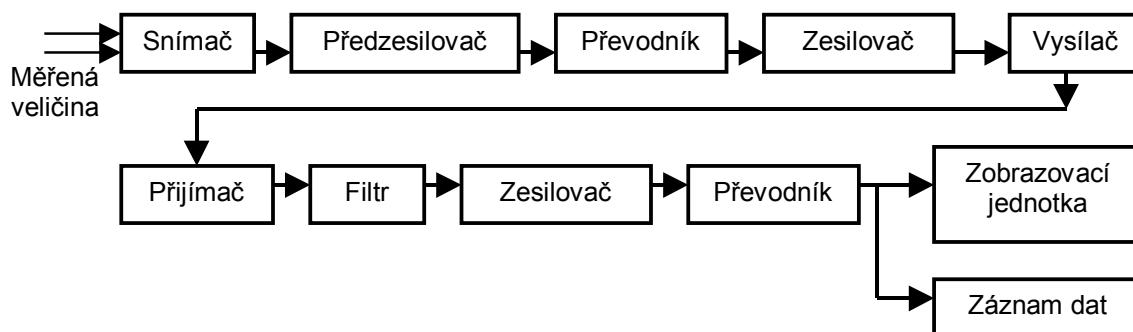 Snímač
Předzesilovač
Převodník
Zesilovač
Vysílač
Měřená
veličina
Přijímač
Filtr
Zesilovač
Převodník
Zobrazovací
jednotka
Záznam dat